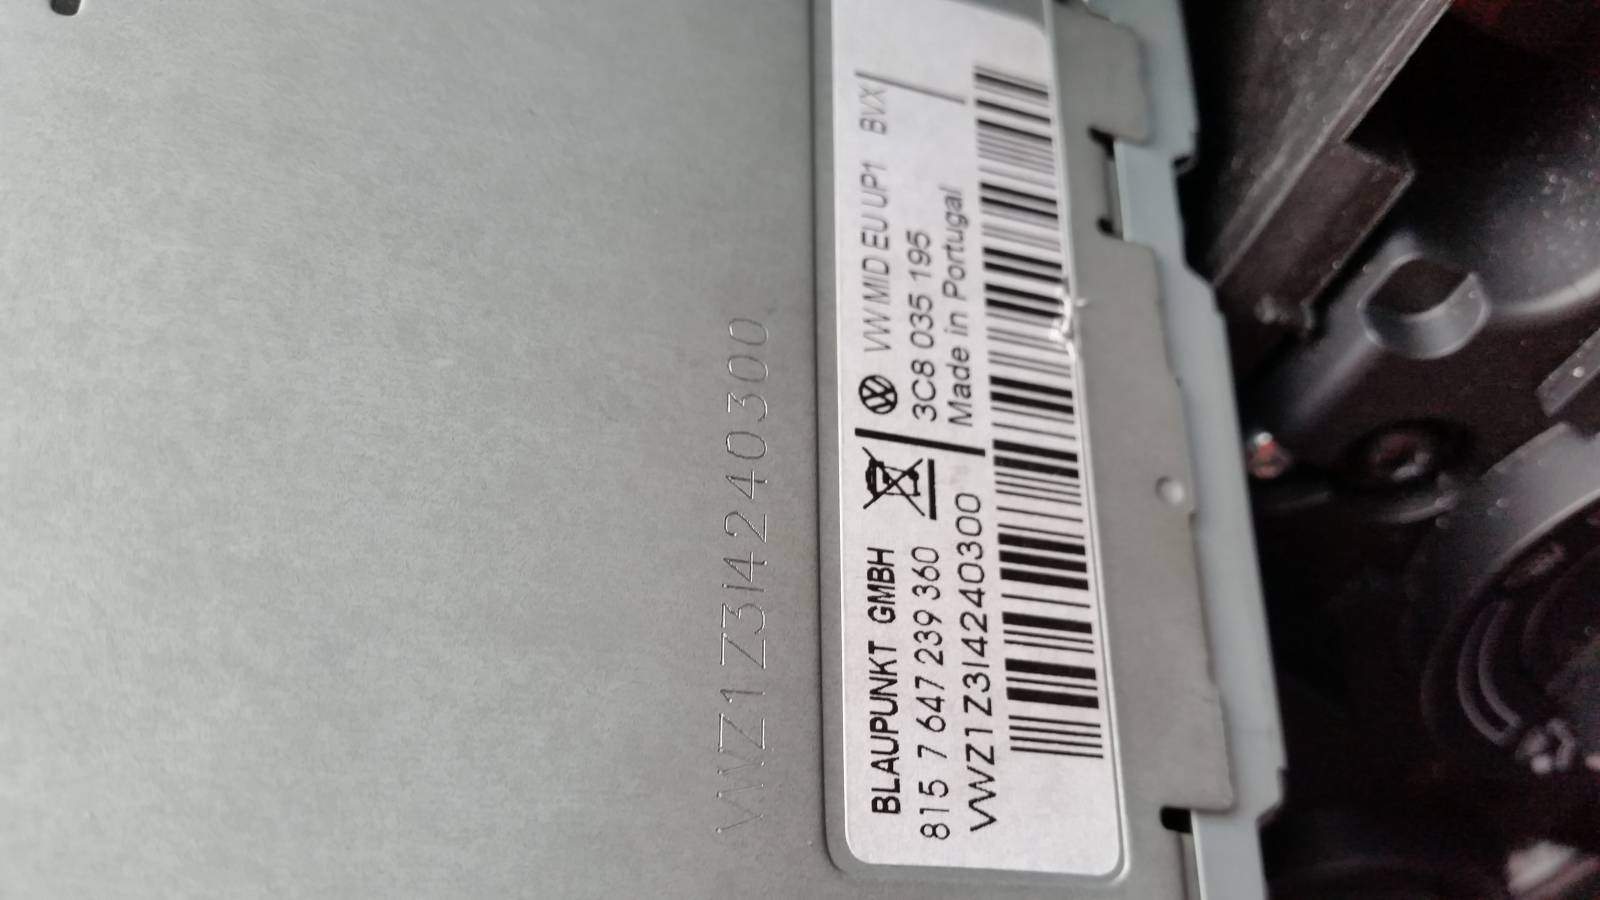 VWZ1Z3I4240300
BLAUPUNKT GMBH
815 7 647 239 360
VWZ1Z3I4240300
VW MID EU UP1 BVX
3C8 035 195
Made in Portugal